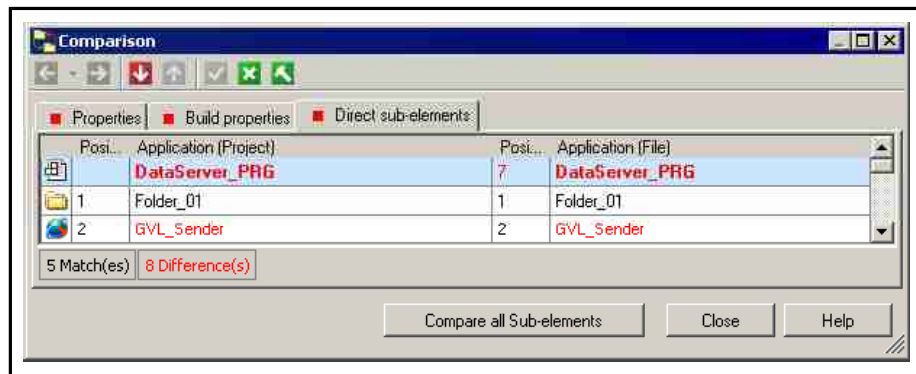 Comparison
Properties Build properties Direct sub-elements
Posi... Application (Project) Posi... Application (File)
DataServer_PRG 7 DataServer_PRG
1 Folder_01 1 Folder_01
2 GVL_Sender 2 GVL_Sender
5 Match(es) 8 Difference(s)
Compare all Sub-elements Close Help